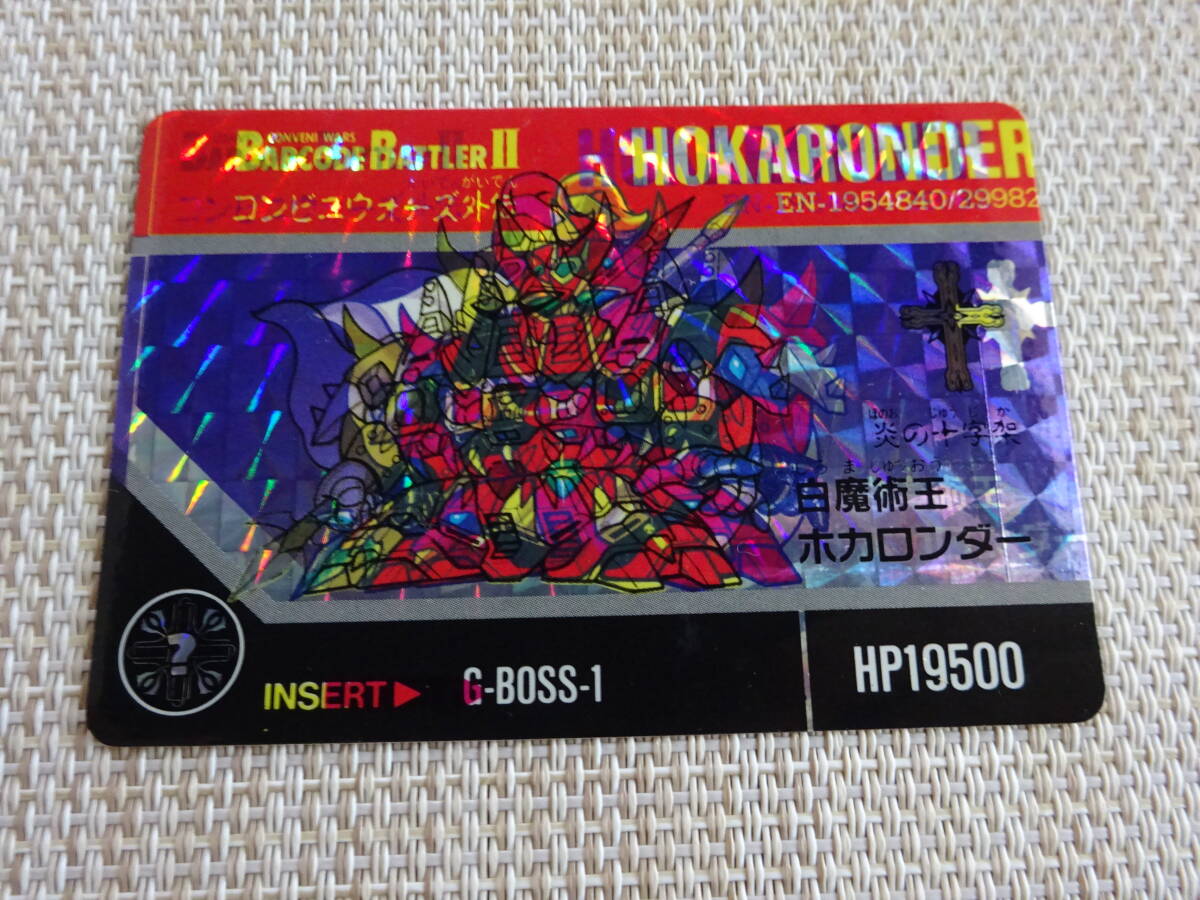 CONVENI WARS
BARCODE BATTLER II
HOKARONDER
がいでん
コンビニウォーズ外伝
EN-1954840/29982
ほのお じゅうじか
炎の十字架
ろまじゅつおう
白魔術王
ホカロンダー
?
INSERT▶ G-BOSS-1
HP19500